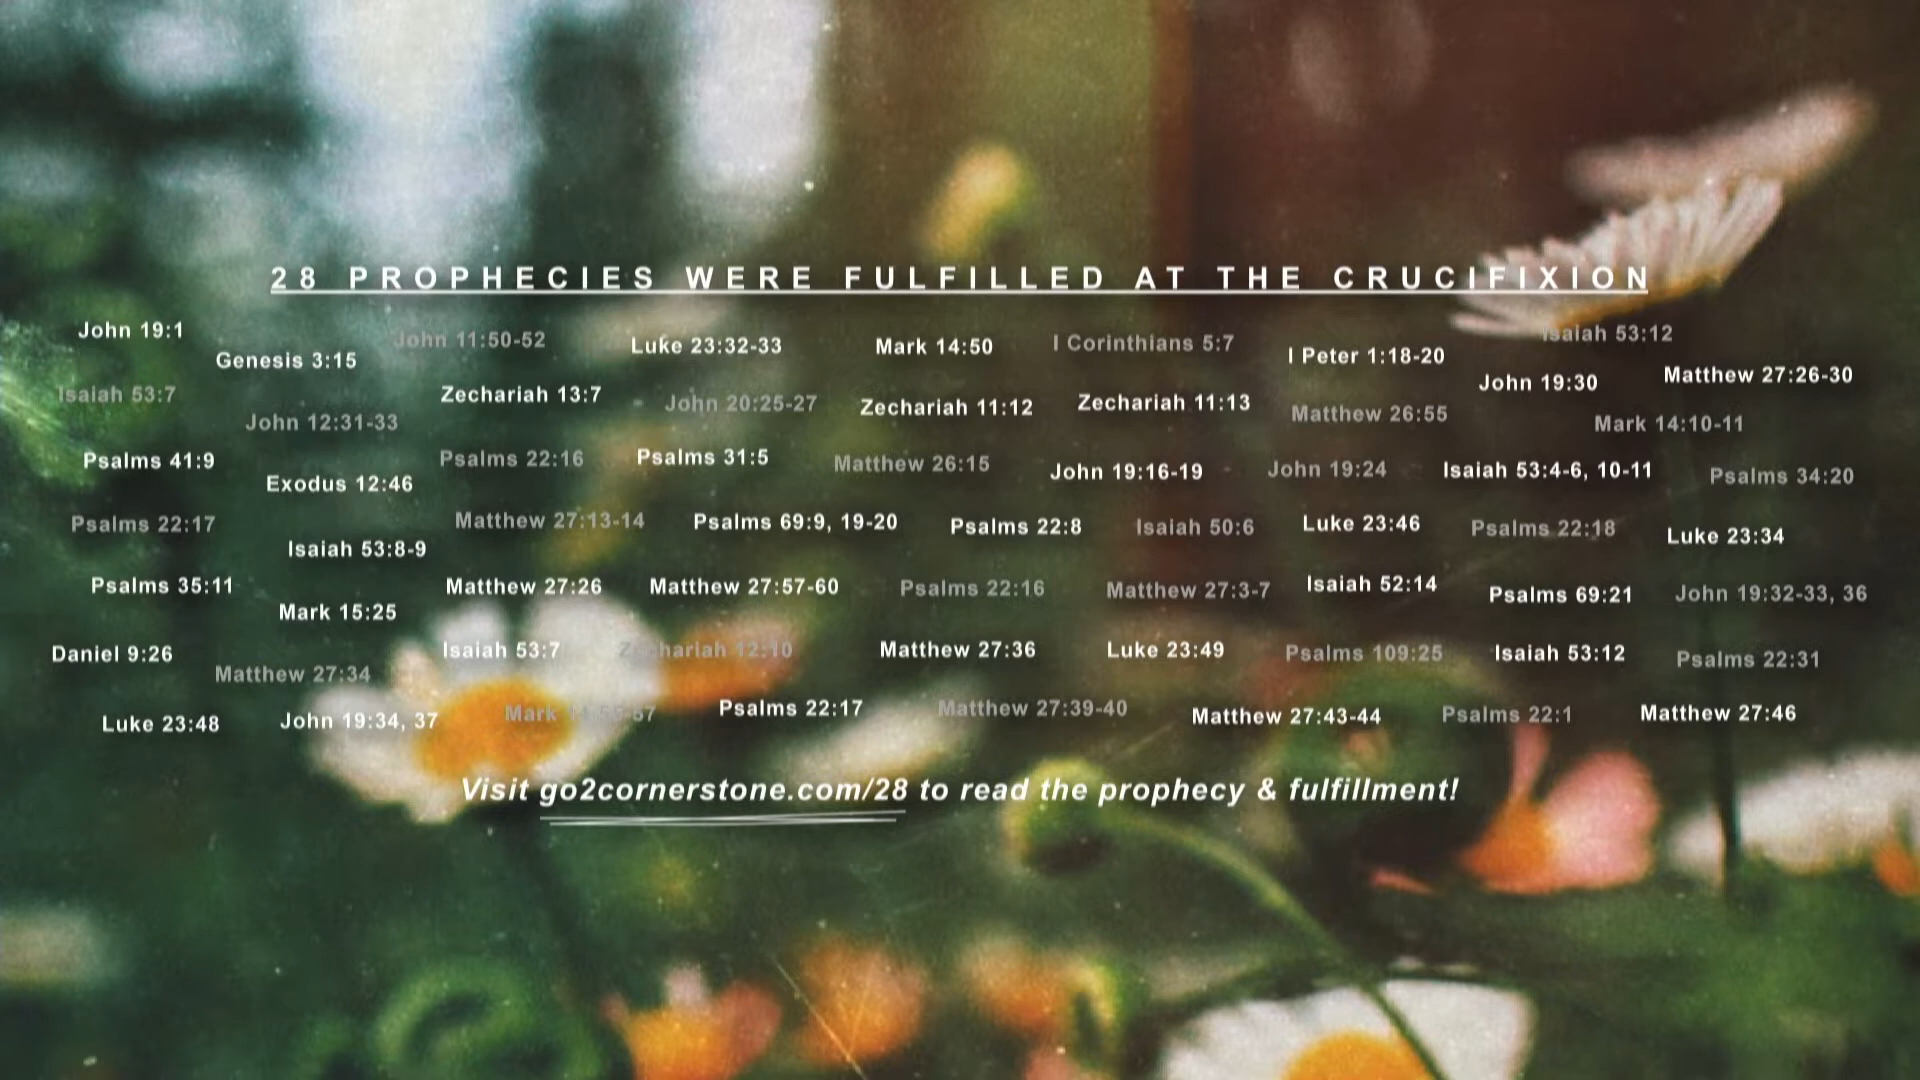 28 PROPHECIES WERE FULFILLED AT THE CRUCIFIXION
John 19:1 Genesis 3:15 John 11:50-52 Luke 23:32-33 Mark 14:50 I Corinthians 5:7 I Peter 1:18-20 Isaiah 53:12
Isaiah 53:7 John 12:31-33 Zechariah 13:7 John 20:25-27 Zechariah 11:12 Zechariah 11:13 Matthew 26:55 John 19:30 Mark 14:10-11 Matthew 27:26-30
Psalms 41:9 Exodus 12:46 Psalms 22:16 Psalms 31:5 Matthew 26:15 John 19:16-19 John 19:24 Isaiah 53:4-6, 10-11 Psalms 34:20
Psalms 22:17 Isaiah 53:8-9 Matthew 27:13-14 Psalms 69:9, 19-20 Psalms 22:8 Isaiah 50:6 Luke 23:46 Psalms 22:18 Luke 23:34
Psalms 35:11 Mark 15:25 Matthew 27:26 Matthew 27:57-60 Psalms 22:16 Matthew 27:3-7 Isaiah 52:14 Psalms 69:21 John 19:32-33, 36
Daniel 9:26 Matthew 27:34 Isaiah 53:7 Zechariah 12:10 Matthew 27:36 Luke 23:49 Psalms 109:25 Isaiah 53:12 Psalms 22:31
Luke 23:48 John 19:34, 37 Mark Psalms 22:17 Matthew 27:39-40 Matthew 27:43-44 Psalms 22:1 Matthew 27:46
Visit go2cornerstone.com/28 to read the prophecy & fulfillment!